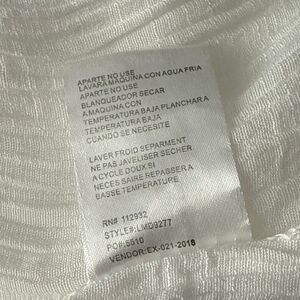 APARTE NO USE
LAVARA MAQUINA CON AGUA FRIA
APARTE NO USE
BLANQUEADOR SECAR
A MAQUINA CON
TEMPERATURA BAJA PLANCHAR A
TEMPERATURA BAJA
CUANDO SE NECESITE
LAVER FROID SEPARMENT
NE PAS JAVELISER SECHER
A CYCLE DOUX SI
NECES SAIRE REPASSER A
BASSE TEMPERATURE
RN# 112932
STYLE#:LMD9277
PO#:5510
VENDOR:EX-021-2018